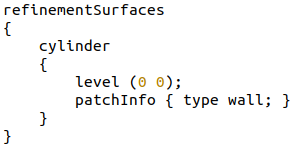 refinementSurfaces
{
    cylinder
    {
        level (0 0);
        patchInfo { type wall; }
    }
}